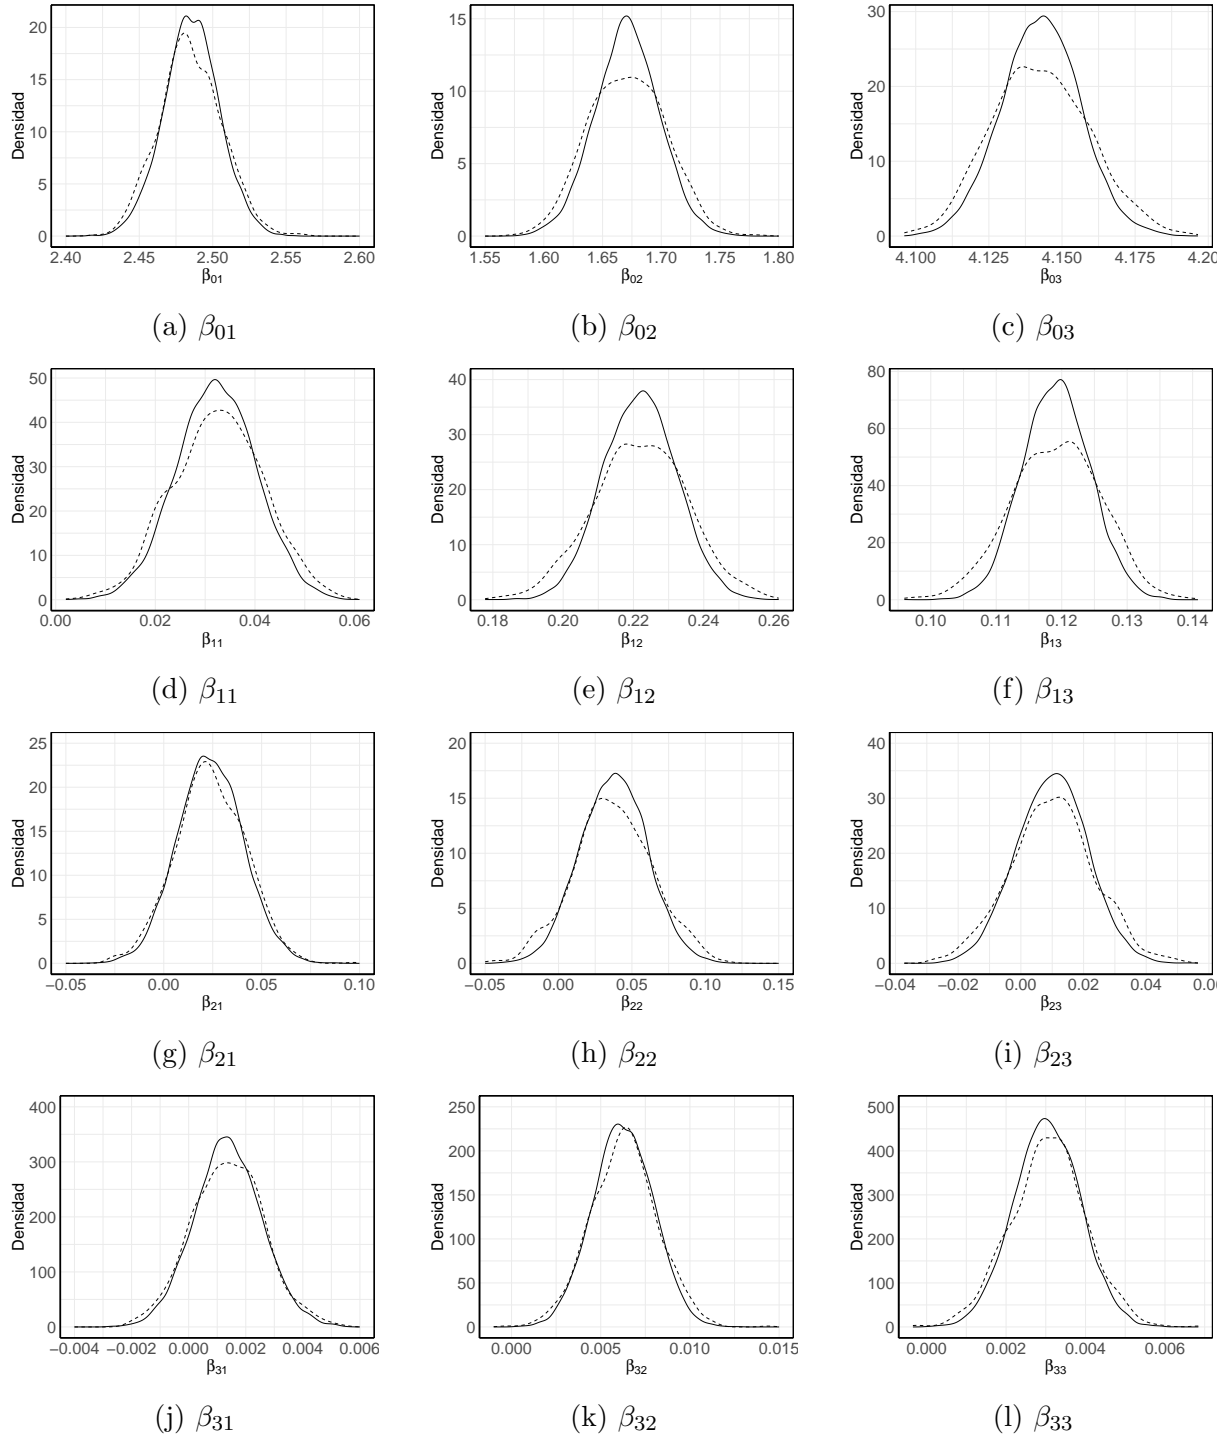 Densidad
20
15
10
5
0
2.40 2.45 2.50 2.55 2.60
β01
(a) β01
Densidad
15
10
5
0
1.55 1.60 1.65 1.70 1.75 1.80
β02
(b) β02
Densidad
30
20
10
0
4.100 4.125 4.150 4.175 4.20
β03
(c) β03
Densidad
50
40
30
20
10
0
0.00 0.02 0.04 0.06
β11
(d) β11
Densidad
40
30
20
10
0
0.18 0.20 0.22 0.24 0.26
β12
(e) β12
Densidad
80
60
40
20
0
0.10 0.11 0.12 0.13 0.14
β13
(f) β13
Densidad
25
20
15
10
5
0
−0.05 0.00 0.05 0.10
β21
(g) β21
Densidad
20
15
10
5
0
−0.05 0.00 0.05 0.10 0.15
β22
(h) β22
Densidad
40
30
20
10
0
−0.04 −0.02 0.00 0.02 0.04
β23
(i) β23
Densidad
400
300
200
100
0
−0.004 −0.002 0.000 0.002 0.004 0.006
β31
(j) β31
Densidad
250
200
150
100
50
0
0.000 0.005 0.010 0.015
β32
(k) β32
Densidad
500
400
300
200
100
0
0.000 0.002 0.004 0.006
β33
(l) β33